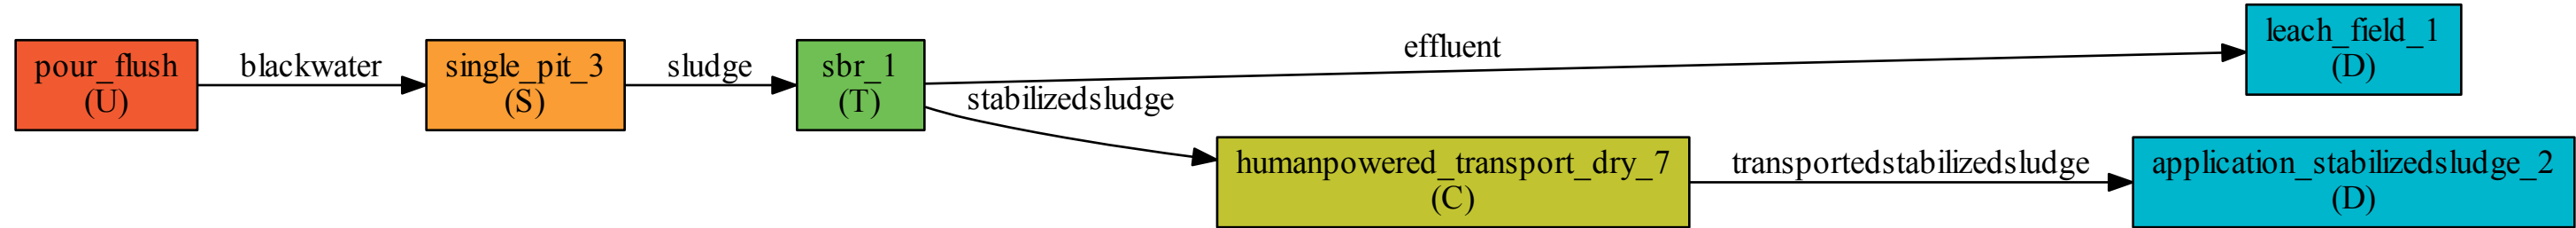 pour_flush
(U)
blackwater
single_pit_3
(S)
sludge
sbr_1
(T)
effluent
stabilizedsludge
leach_field_1
(D)
humanpowered_transport_dry_7
(C)
transportedstabilizedsludge
application_stabilizedsludge_2
(D)